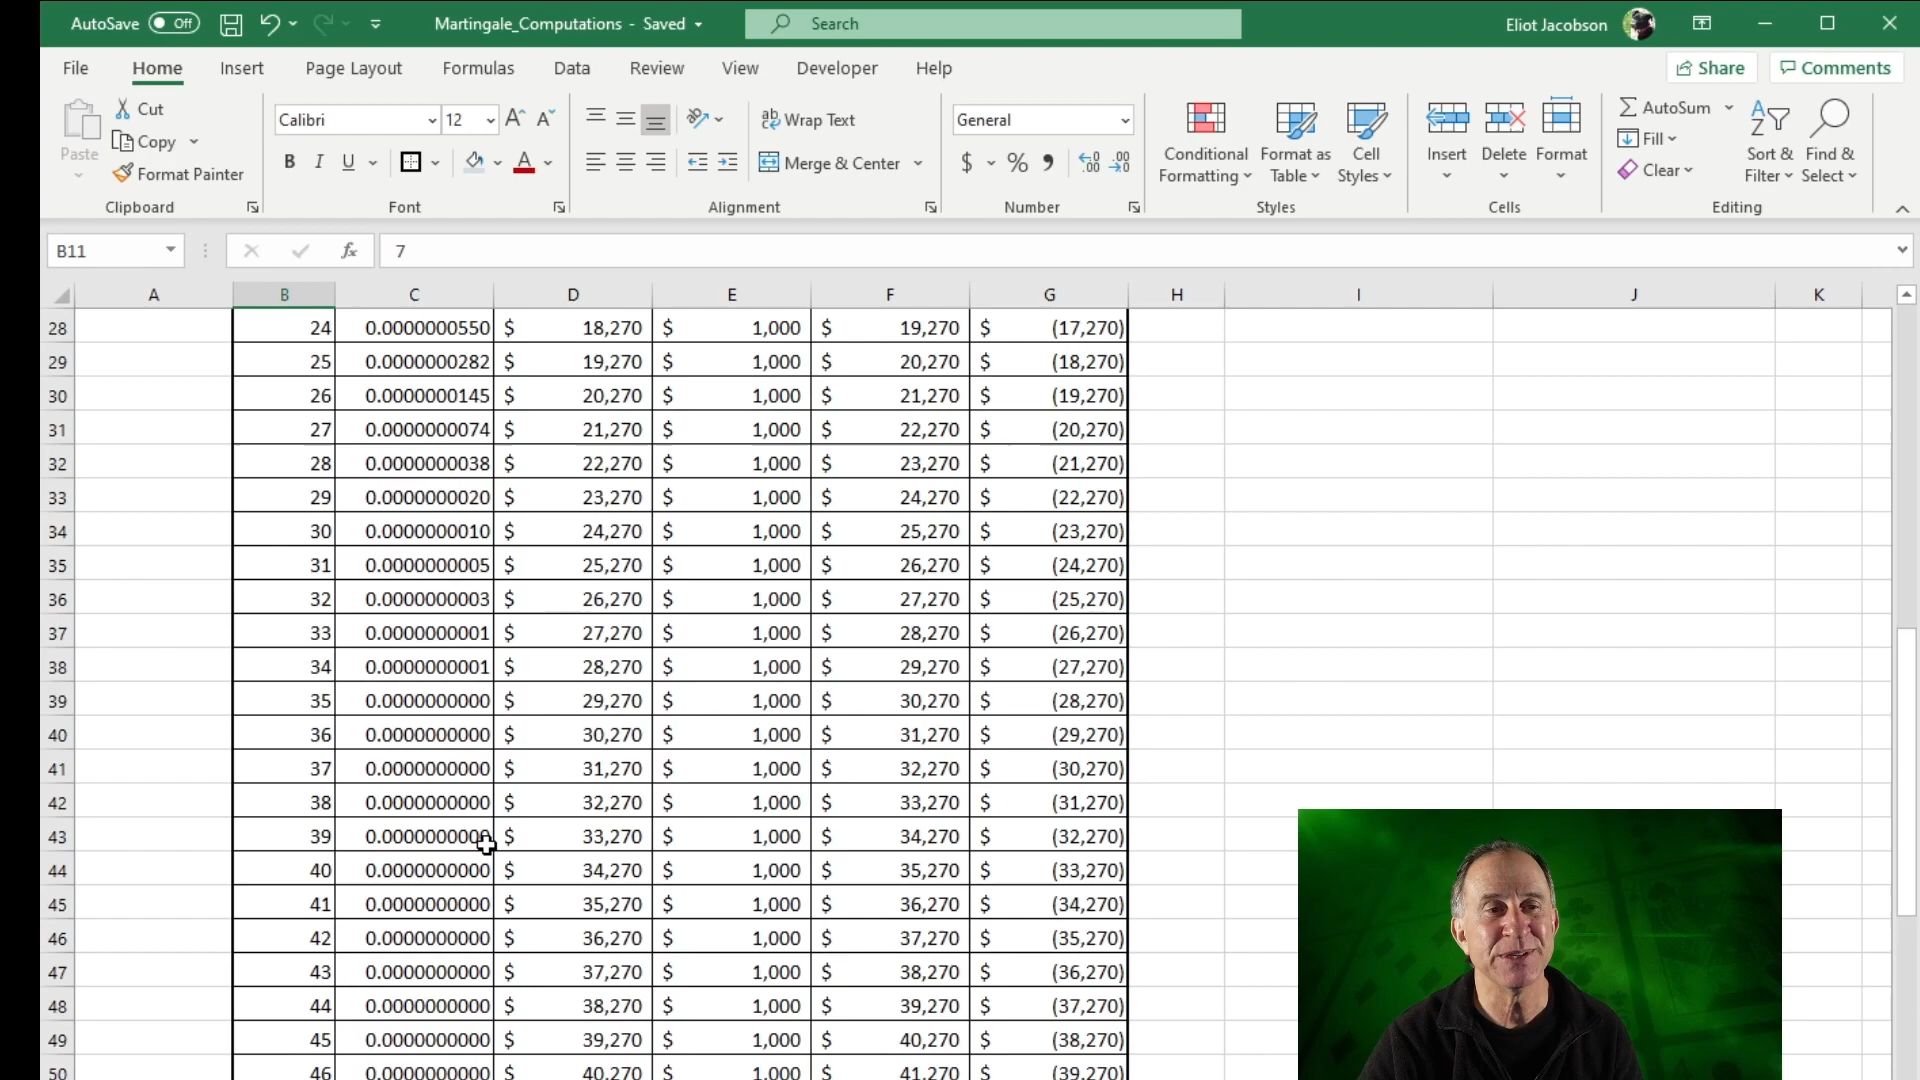 AutoSave Off Martingale_Computations - Saved Search Eliot Jacobson
File Home Insert Page Layout Formulas Data Review View Developer Help Share Comments
Paste Cut Copy Format Painter Clipboard
Calibri 12 A A B I U A Font
ab Wrap Text Merge & Center Alignment
General $ % 9 .00 .00 Number
Conditional Formatting Format as Table Cell Styles Styles
Insert Delete Format Cells
AutoSum Fill Clear Sort & Filter Find & Select Editing
B11 fx 7
A B C D E F G H I J K
28 24 0.0000000550 $ 18,270 $ 1,000 $ 19,270 $ (17,270)
29 25 0.0000000282 $ 19,270 $ 1,000 $ 20,270 $ (18,270)
30 26 0.0000000145 $ 20,270 $ 1,000 $ 21,270 $ (19,270)
31 27 0.0000000074 $ 21,270 $ 1,000 $ 22,270 $ (20,270)
32 28 0.0000000038 $ 22,270 $ 1,000 $ 23,270 $ (21,270)
33 29 0.0000000020 $ 23,270 $ 1,000 $ 24,270 $ (22,270)
34 30 0.0000000010 $ 24,270 $ 1,000 $ 25,270 $ (23,270)
35 31 0.0000000005 $ 25,270 $ 1,000 $ 26,270 $ (24,270)
36 32 0.0000000003 $ 26,270 $ 1,000 $ 27,270 $ (25,270)
37 33 0.0000000001 $ 27,270 $ 1,000 $ 28,270 $ (26,270)
38 34 0.0000000001 $ 28,270 $ 1,000 $ 29,270 $ (27,270)
39 35 0.0000000000 $ 29,270 $ 1,000 $ 30,270 $ (28,270)
40 36 0.0000000000 $ 30,270 $ 1,000 $ 31,270 $ (29,270)
41 37 0.0000000000 $ 31,270 $ 1,000 $ 32,270 $ (30,270)
42 38 0.0000000000 $ 32,270 $ 1,000 $ 33,270 $ (31,270)
43 39 0.0000000000 $ 33,270 $ 1,000 $ 34,270 $ (32,270)
44 40 0.0000000000 $ 34,270 $ 1,000 $ 35,270 $ (33,270)
45 41 0.0000000000 $ 35,270 $ 1,000 $ 36,270 $ (34,270)
46 42 0.0000000000 $ 36,270 $ 1,000 $ 37,270 $ (35,270)
47 43 0.0000000000 $ 37,270 $ 1,000 $ 38,270 $ (36,270)
48 44 0.0000000000 $ 38,270 $ 1,000 $ 39,270 $ (37,270)
49 45 0.0000000000 $ 39,270 $ 1,000 $ 40,270 $ (38,270)
50 46 0.0000000000 $ 40,270 $ 1,000 $ 41,270 $ (39,270)